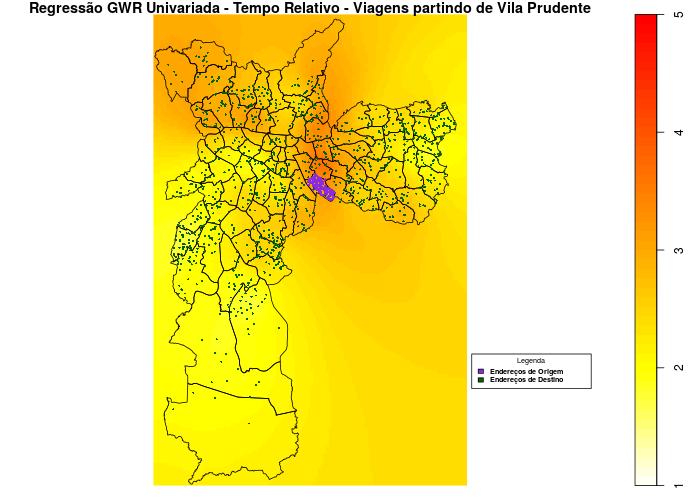 Regressão GWR Univariada - Tempo Relativo - Viagens partindo de Vila Prudente
5
4
3
2
1
Legenda
Endereços de Origem
Endereços de Destino